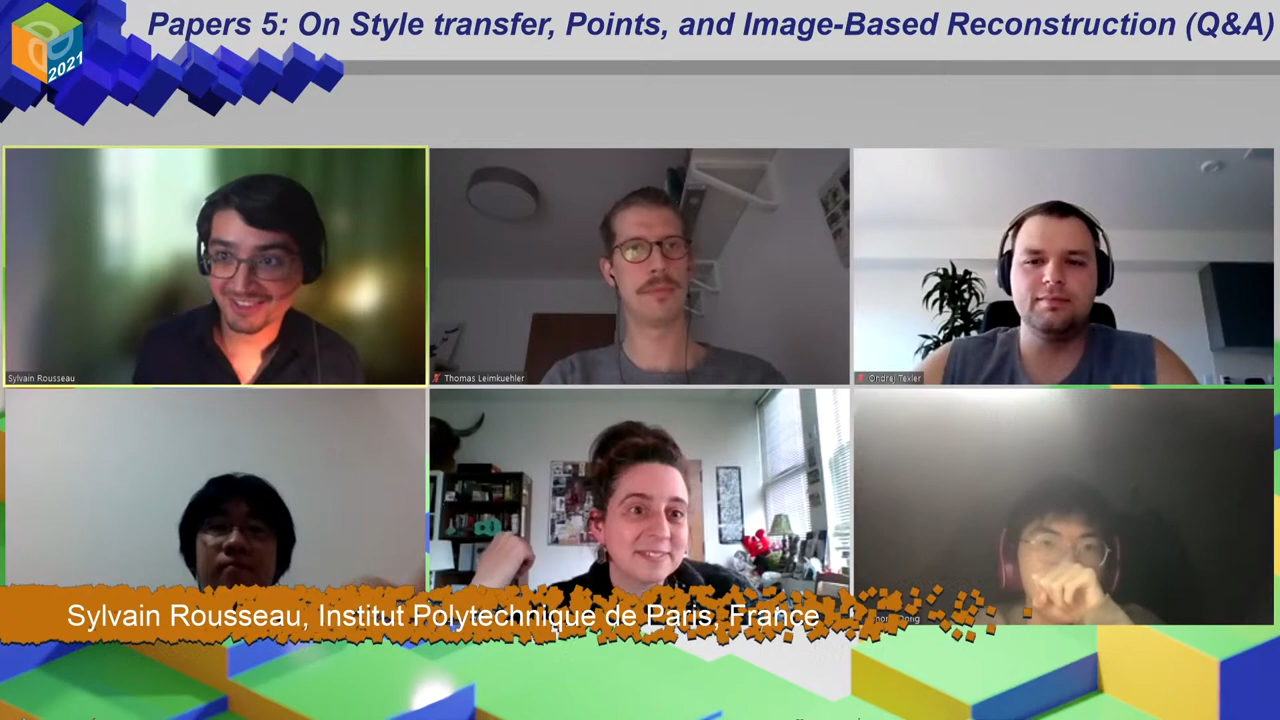 Papers 5: On Style transfer, Points, and Image-Based Reconstruction (Q&A)
2021
Sylvain Rousseau
Thomas Leimkuehler
Ondrej Texler
Sylvain Rousseau, Institut Polytechnique de Paris, France